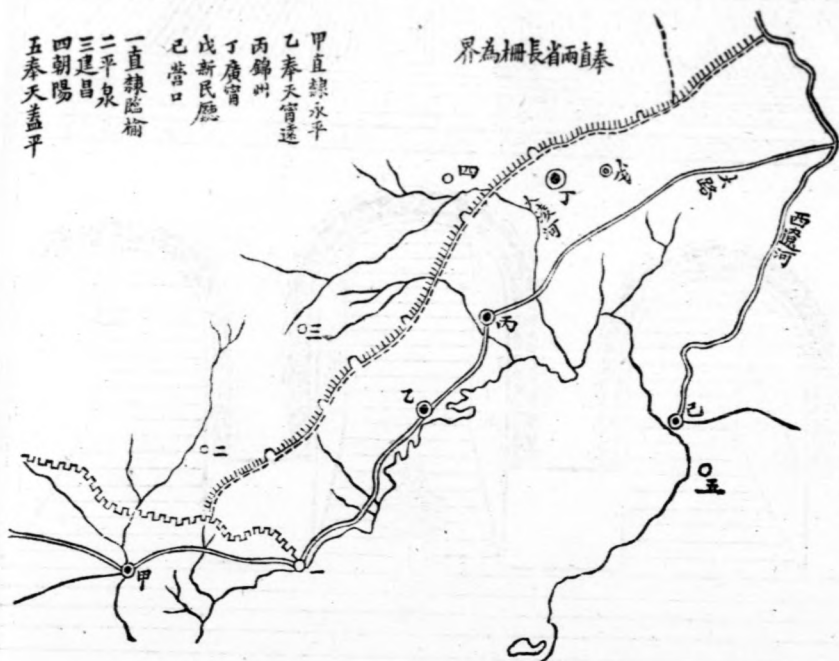 奉直兩省長柵為界
甲直隸永平
乙奉天甯遠
丙錦州
丁廣甯
戊新民廳
己營口
一直隸臨榆
二平泉
三建昌
四朝陽
五奉天蓋平
四
丁
戊
大淩河
大路
西遼河
三
丙
乙
己
二
五
甲
一